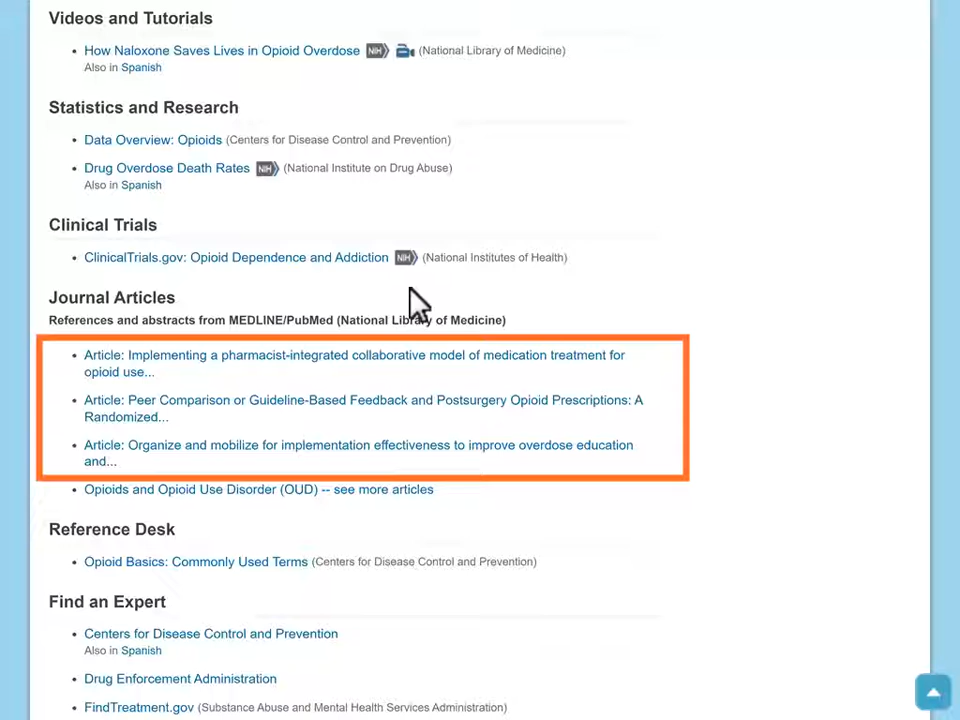 Videos and Tutorials
How Naloxone Saves Lives in Opioid Overdose NIH (National Library of Medicine)
Also in Spanish
Statistics and Research
Data Overview: Opioids (Centers for Disease Control and Prevention)
Drug Overdose Death Rates NIH (National Institute on Drug Abuse)
Also in Spanish
Clinical Trials
ClinicalTrials.gov: Opioid Dependence and Addiction NIH (National Institutes of Health)
Journal Articles
References and abstracts from MEDLINE/PubMed (National Library of Medicine)
Article: Implementing a pharmacist-integrated collaborative model of medication treatment for
opioid use...
Article: Peer Comparison or Guideline-Based Feedback and Postsurgery Opioid Prescriptions: A
Randomized...
Article: Organize and mobilize for implementation effectiveness to improve overdose education
and...
Opioids and Opioid Use Disorder (OUD) -- see more articles
Reference Desk
Opioid Basics: Commonly Used Terms (Centers for Disease Control and Prevention)
Find an Expert
Centers for Disease Control and Prevention
Also in Spanish
Drug Enforcement Administration
FindTreatment.gov (Substance Abuse and Mental Health Services Administration)